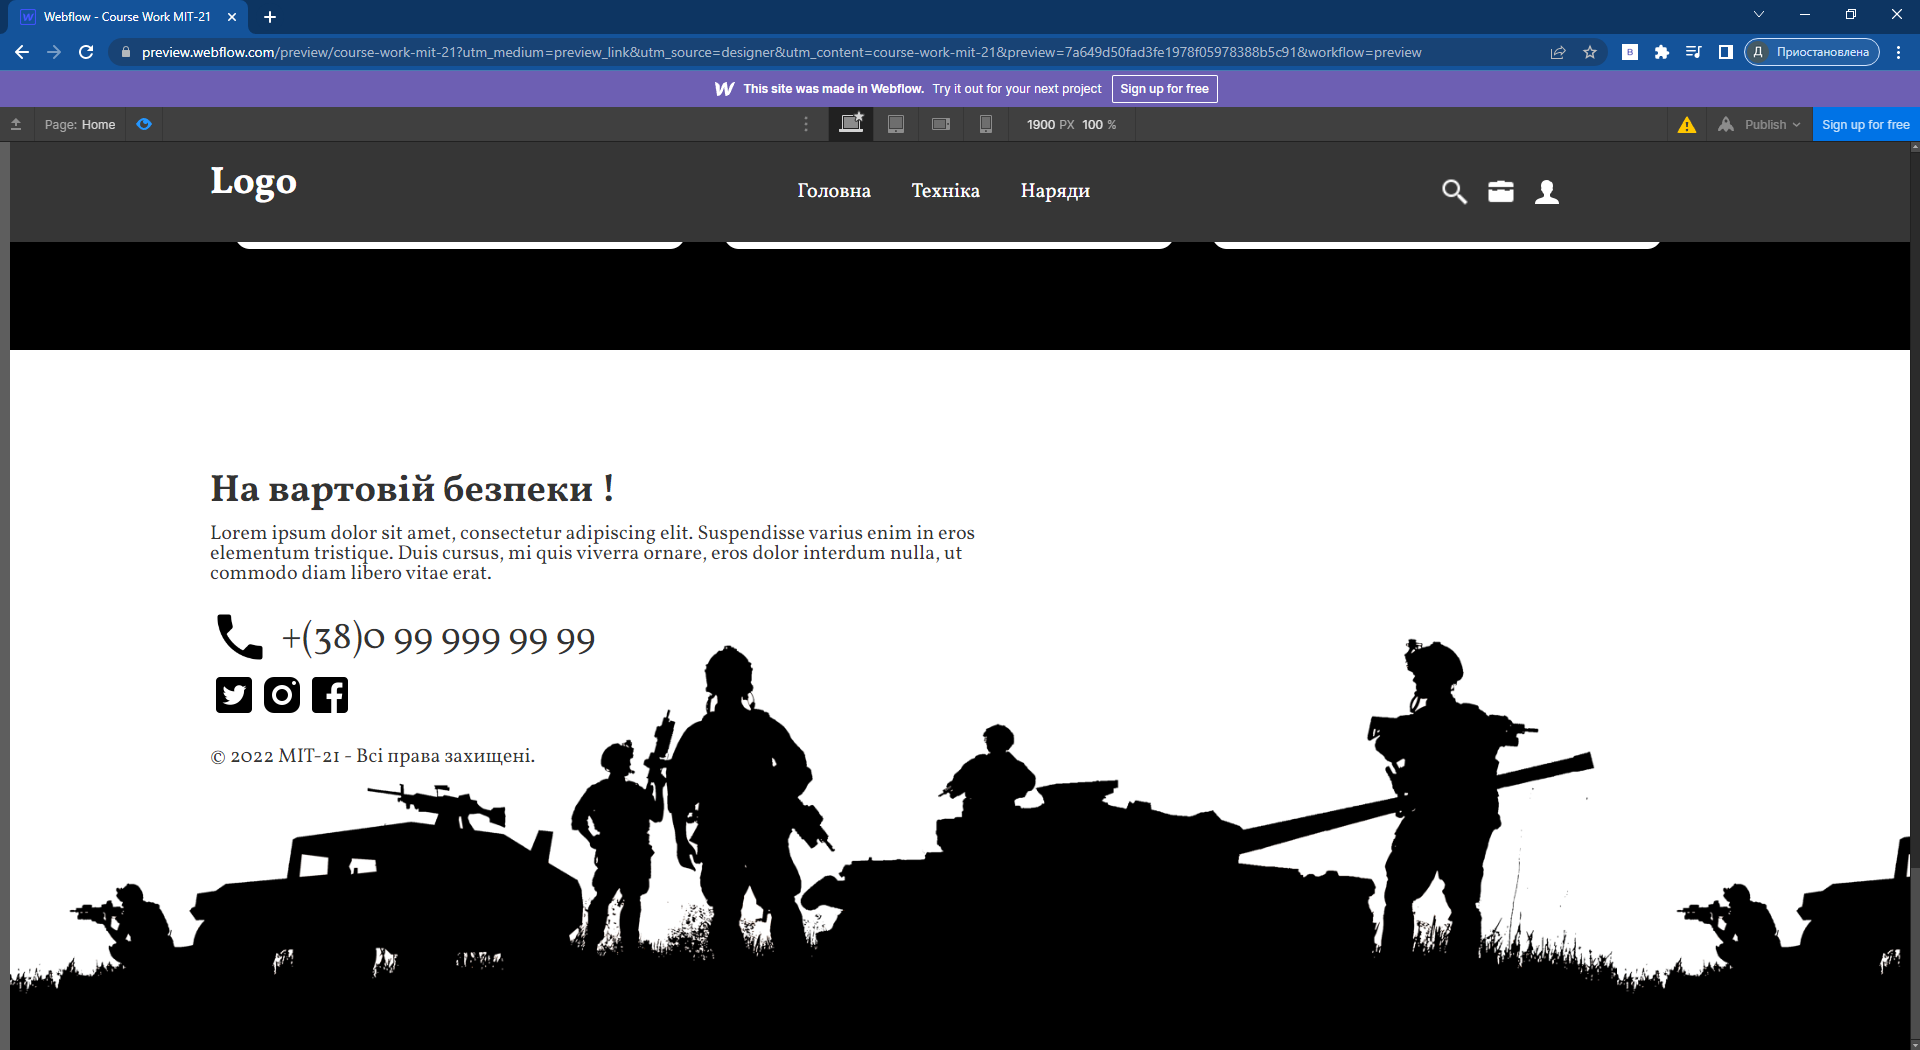 Webflow - Course Work MIT-21
preview.webflow.com/preview/course-work-mit-21?utm_medium=preview_link&utm_source=designer&utm_content=course-work-mit-21&preview=7a649d50fad3fe1978f05978388b5c91&workflow=preview
B
Д Приостановлена
This site was made in Webflow. Try it out for your next project Sign up for free
Page: Home
1900 PX 100 %
Publish
Sign up for free
Logo
Головна Техніка Наряди
На вартовій безпеки !
Lorem ipsum dolor sit amet, consectetur adipiscing elit. Suspendisse varius enim in eros
elementum tristique. Duis cursus, mi quis viverra ornare, eros dolor interdum nulla, ut
commodo diam libero vitae erat.
+(38)0 99 999 99 99
© 2022 MIT-21 - Всі права захищені.